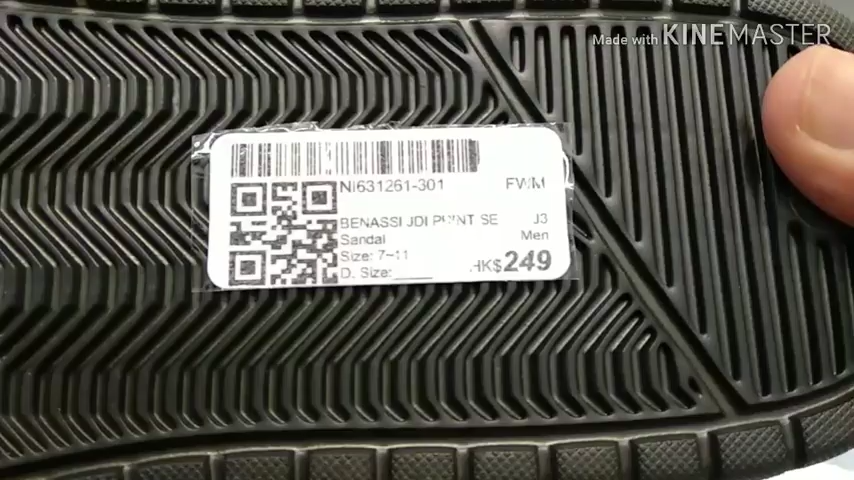 Made with KINEMASTER
NI631261-301 FWM
BENASSI JDI PRINT SE J3
Sandal Men
Size: 7-11
D. Size:_____ HK$249